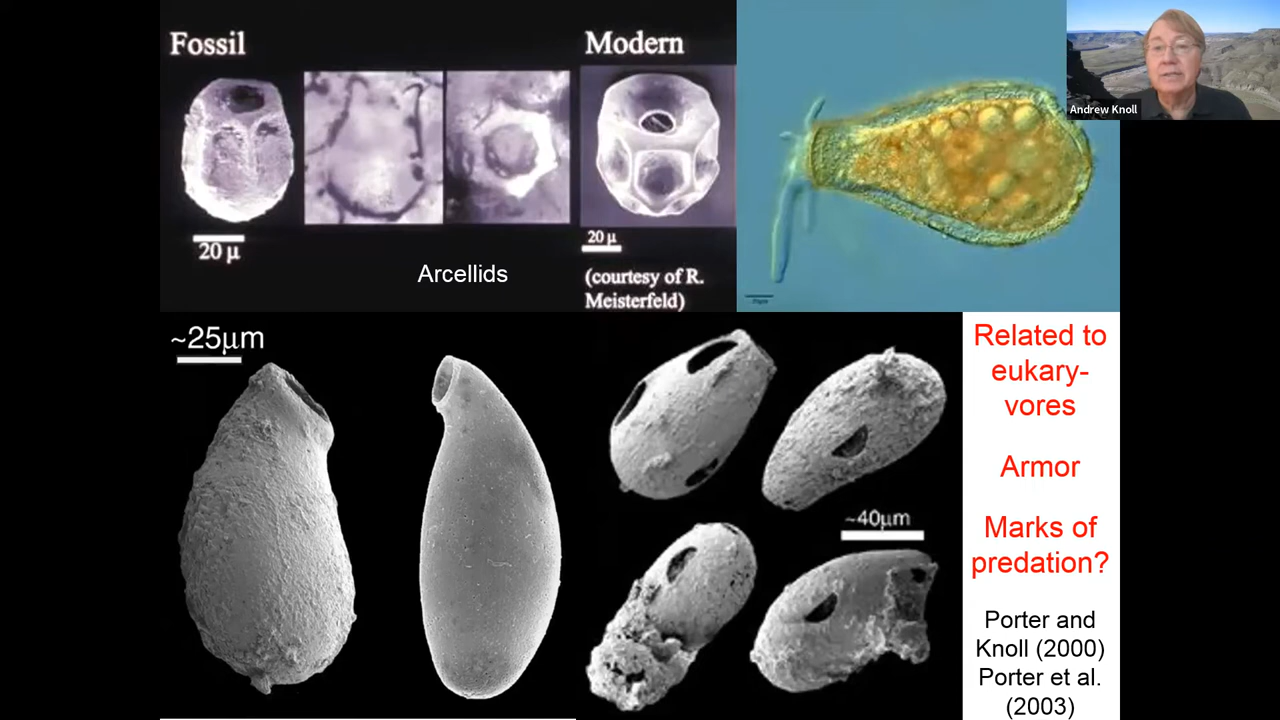 Fossil
Modern
20 μ
Arcellids
20 μ
(courtesy of R.
Meisterfeld)
Andrew Knoll
~25μm
~40μm
Related to
eukary-
vores
Armor
Marks of
predation?
Porter and
Knoll (2000)
Porter et al.
(2003)